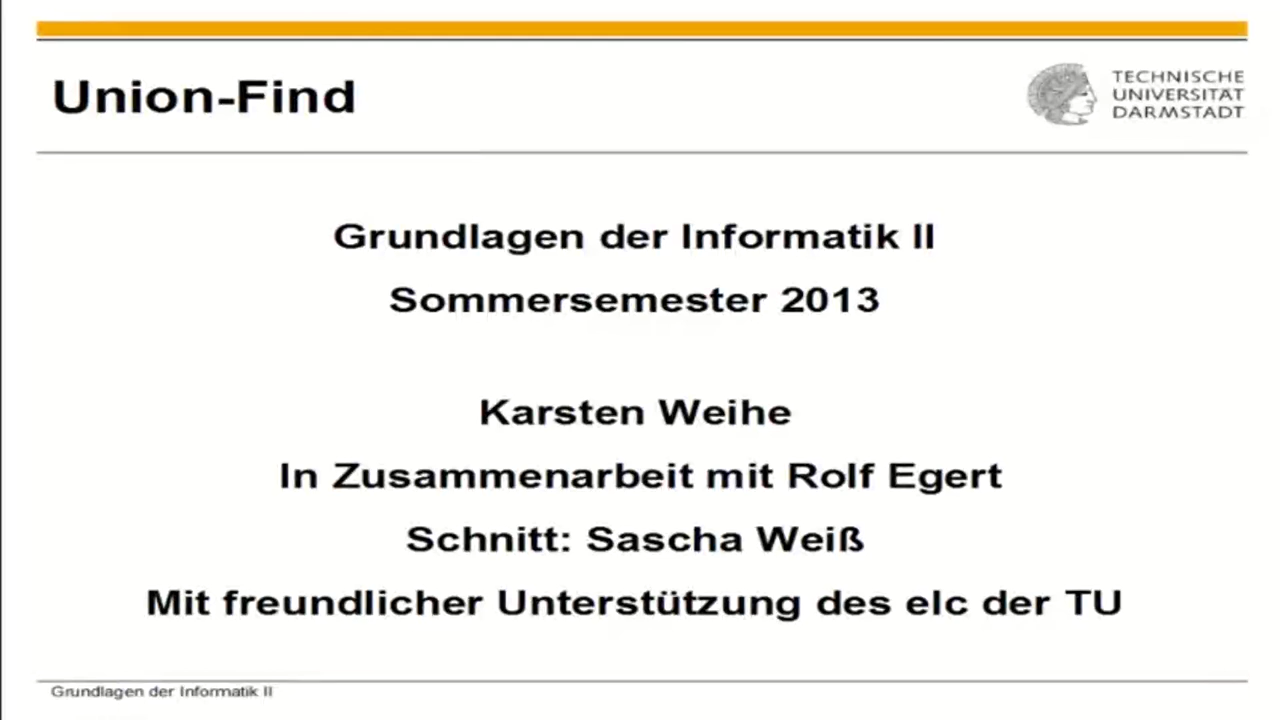 Union-Find
TECHNISCHE
UNIVERSITÄT
DARMSTADT
Grundlagen der Informatik II
Sommersemester 2013
Karsten Weihe
In Zusammenarbeit mit Rolf Egert
Schnitt: Sascha Weiß
Mit freundlicher Unterstützung des elc der TU
Grundlagen der Informatik II